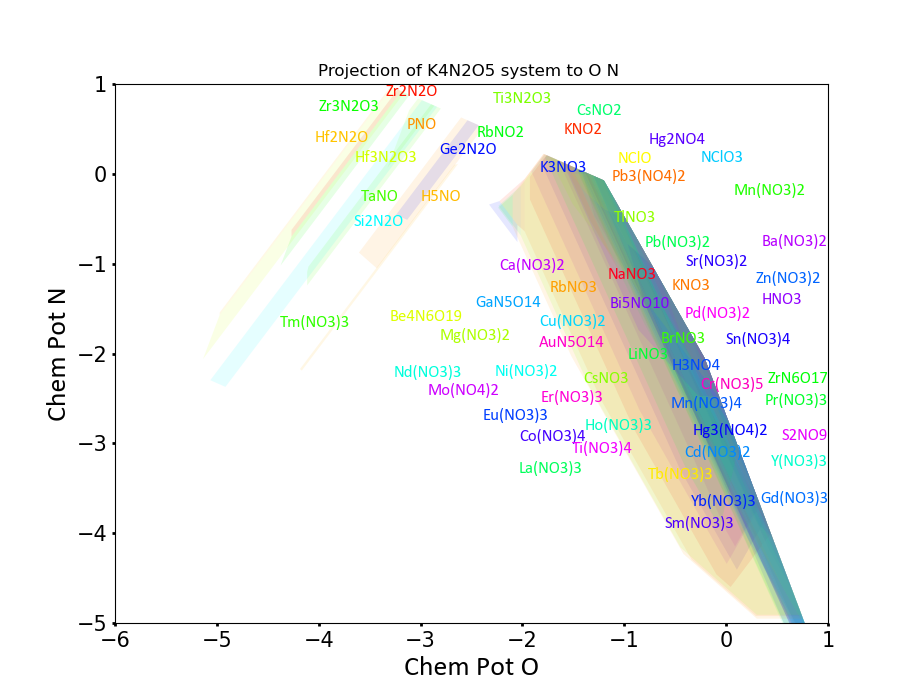 Projection of K4N2O5 system to O N
Chem Pot N
1
0
−1
−2
−3
−4
−5
Zr2N2O
Ti3N2O3
Zr3N2O3
CsNO2
PNO
KNO2
RbNO2
Hf2N2O
Hg2NO4
Ge2N2O
Hf3N2O3
NClO
NClO3
K3NO3
Pb3(NO4)2
Mn(NO3)2
TaNO
H5NO
Si2N2O
TlNO3
Pb(NO3)2
Ba(NO3)2
Ca(NO3)2
Sr(NO3)2
NaNO3
Zn(NO3)2
RbNO3
KNO3
GaN5O14
Bi5NO10
HNO3
Pd(NO3)2
Tm(NO3)3
Be4N6O19
Cu(NO3)2
Mg(NO3)2
AuN5O14
BrNO3
Sn(NO3)4
LiNO3
H3NO4
Nd(NO3)3
Ni(NO3)2
CsNO3
Cr(NO3)5
ZrN6O17
Mo(NO4)2
Er(NO3)3
Mn(NO3)4
Pr(NO3)3
Eu(NO3)3
Ho(NO3)3
Co(NO3)4
Hg3(NO4)2
S2NO9
Ti(NO3)4
Cd(NO3)2
La(NO3)3
Y(NO3)3
Tb(NO3)3
Yb(NO3)3
Gd(NO3)3
Sm(NO3)3
−6 −5 −4 −3 −2 −1 0 1
Chem Pot O